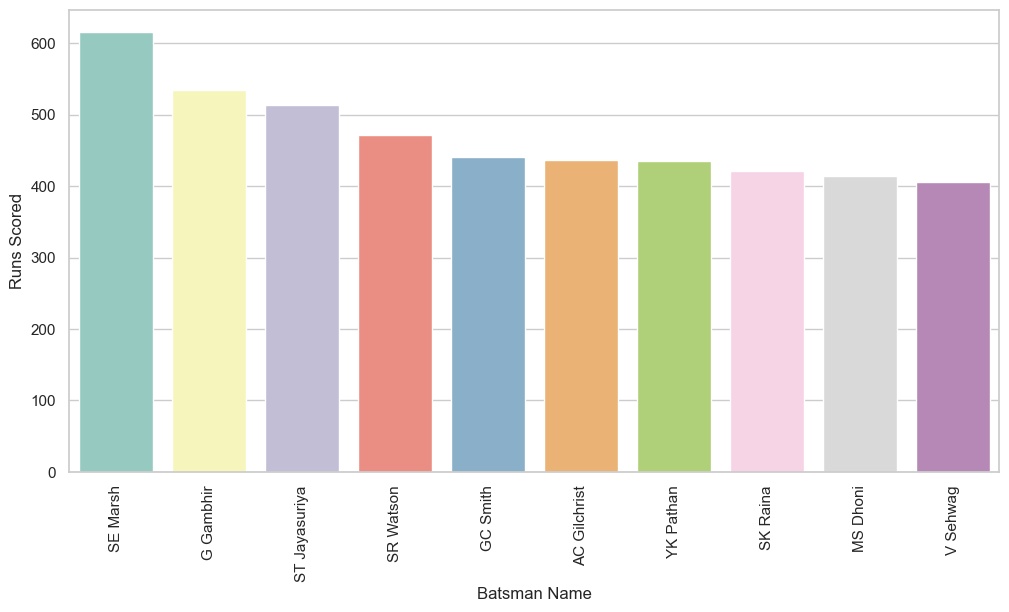 600
500
400
300
200
100
0
Runs Scored
SE Marsh
G Gambhir
ST Jayasuriya
SR Watson
GC Smith
AC Gilchrist
YK Pathan
SK Raina
MS Dhoni
V Sehwag
Batsman Name